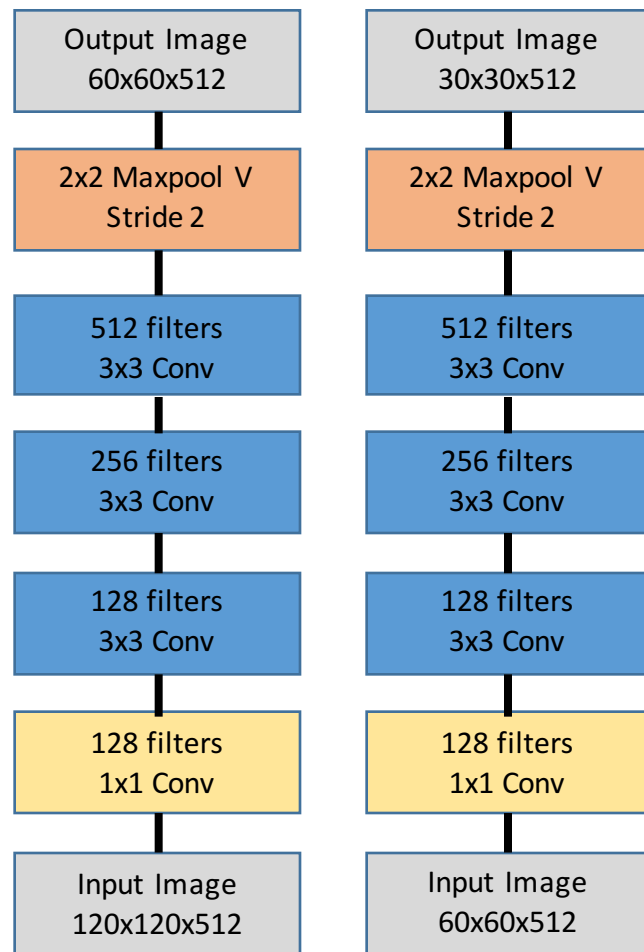 Output Image
60x60x512
2x2 Maxpool V
Stride 2
512 filters
3x3 Conv
256 filters
3x3 Conv
128 filters
3x3 Conv
128 filters
1x1 Conv
Input Image
120x120x512
Output Image
30x30x512
2x2 Maxpool V
Stride 2
512 filters
3x3 Conv
256 filters
3x3 Conv
128 filters
3x3 Conv
128 filters
1x1 Conv
Input Image
60x60x512